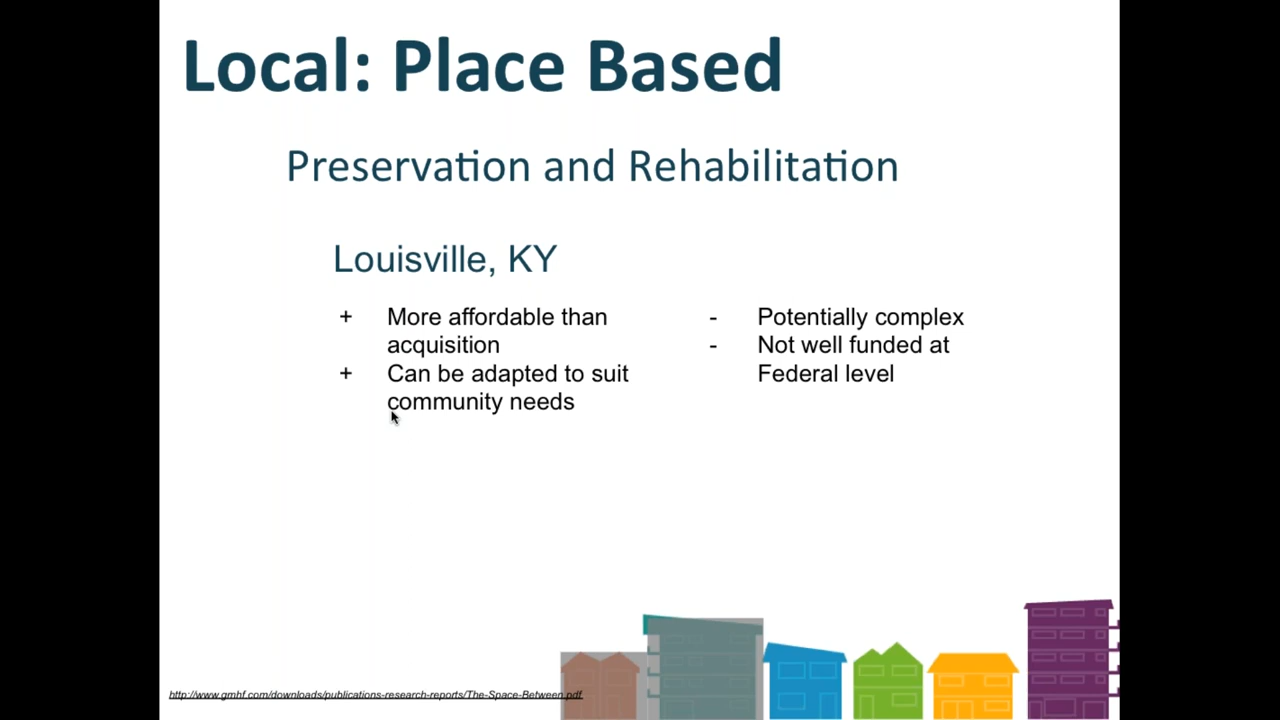 Local: Place Based
Preservation and Rehabilitation
Louisville, KY
+ More affordable than
acquisition
+ Can be adapted to suit
community needs
- Potentially complex
- Not well funded at
Federal level
http://www.gmhf.com/downloads/publications-research-reports/The-Space-Between.pdf